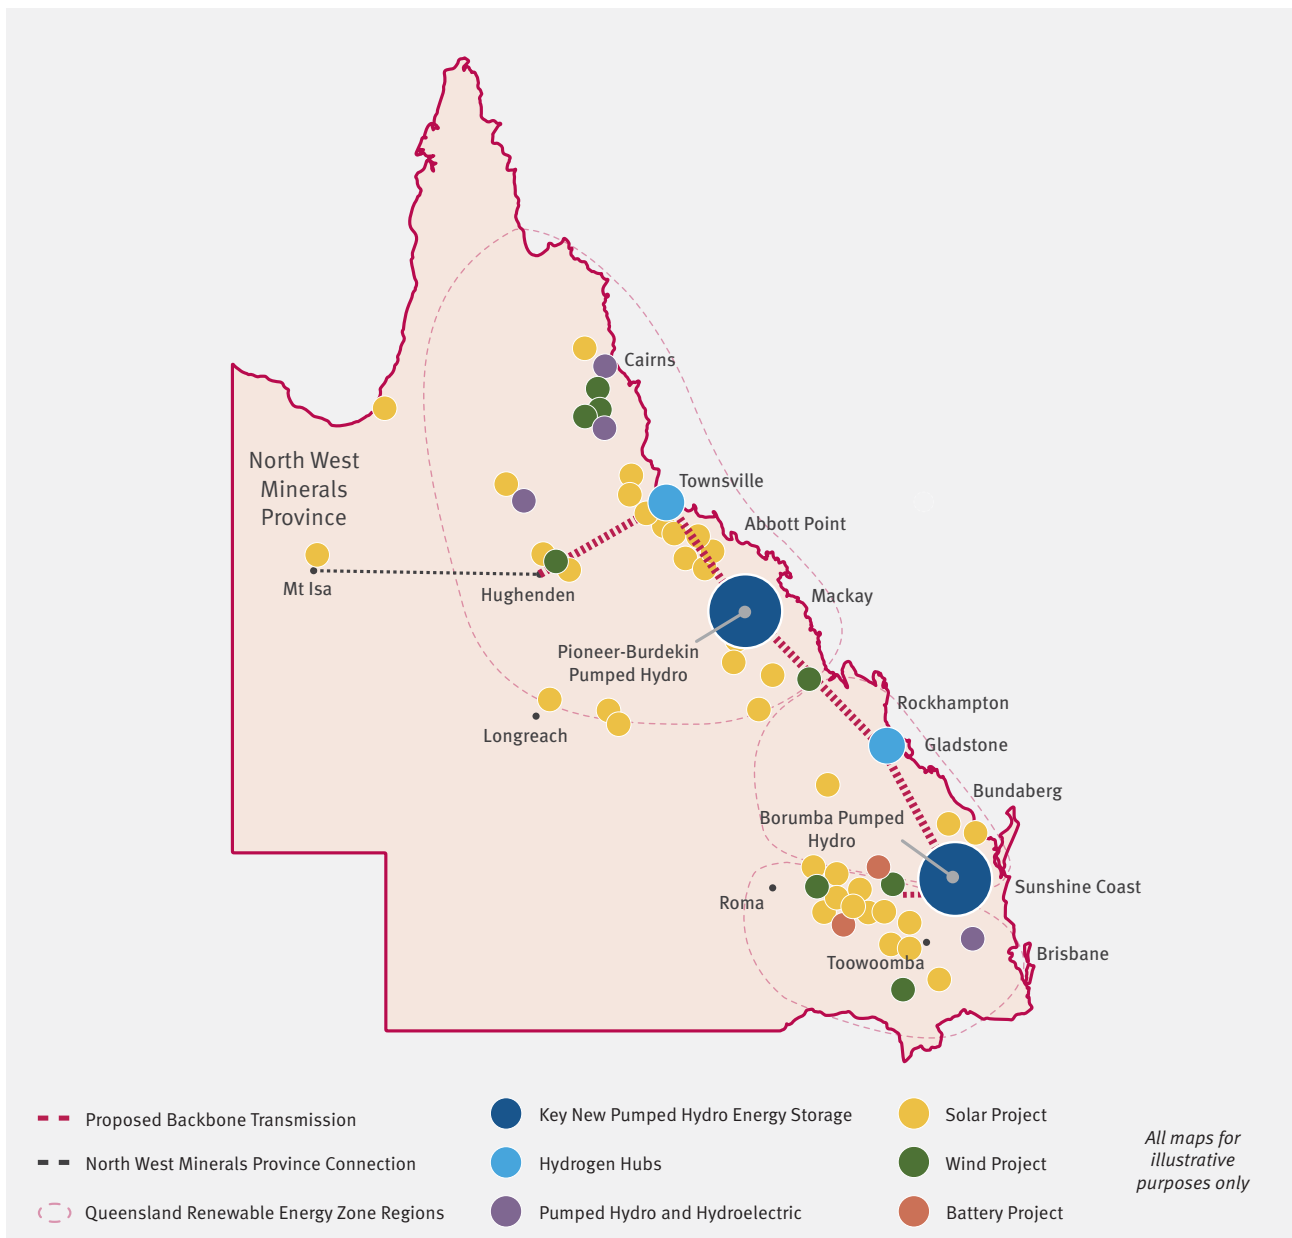 Cairns
North West
Minerals
Province
Townsville
Abbott Point
Mt Isa
Hughenden
Mackay
Pioneer-Burdekin
Pumped Hydro
Rockhampton
Longreach
Gladstone
Bundaberg
Borumba Pumped
Hydro
Sunshine Coast
Roma
Brisbane
Toowoomba
Proposed Backbone Transmission
North West Minerals Province Connection
Queensland Renewable Energy Zone Regions
Key New Pumped Hydro Energy Storage
Hydrogen Hubs
Pumped Hydro and Hydroelectric
Solar Project
Wind Project
Battery Project
All maps for
illustrative
purposes only